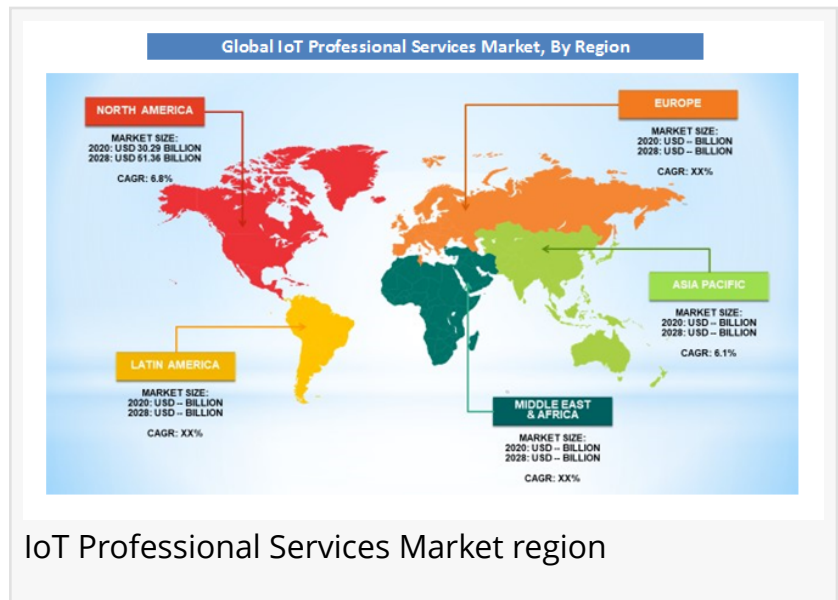 Global IoT Professional Services Market, By Region
NORTH AMERICA
MARKET SIZE:
2020: USD 30.29 BILLION
2028: USD 51.36 BILLION
CAGR: 6.8%
EUROPE
MARKET SIZE:
2020: USD -- BILLION
2028: USD -- BILLION
CAGR: XX%
ASIA PACIFIC
MARKET SIZE:
2020: USD -- BILLION
2028: USD -- BILLION
CAGR: 6.1%
LATIN AMERICA
MARKET SIZE:
2020: USD -- BILLION
2028: USD -- BILLION
CAGR: XX%
MIDDLE EAST
& AFRICA
MARKET SIZE:
2020: USD -- BILLION
2028: USD -- BILLION
CAGR: XX%
IoT Professional Services Market region